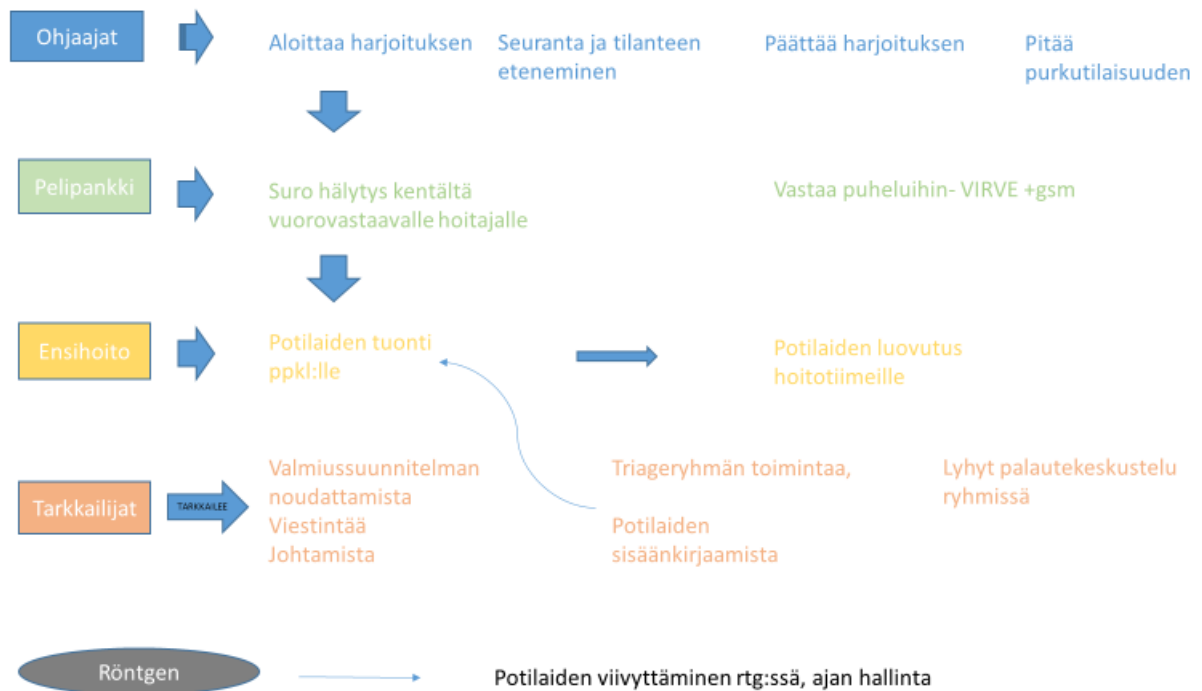 Ohjaajat
Aloittaa harjoituksen
Seuranta ja tilanteen
eteneminen
Päättää harjoituksen
Pitää
purkutilaisuuden
Pelipankki
Suro hälytys kentältä
vuorovastaavalle hoitajalle
Vastaa puheluihin- VIRVE +gsm
Ensihoito
Potilaiden tuonti
ppkl:lle
Potilaiden luovutus
hoitotiimeille
Tarkkailijat
TARKKAILEE
Valmiussuunnitelman
noudattamista
Viestintää
Johtamista
Triageryhmän toimintaa,
Potilaiden
sisäänkirjaamista
Lyhyt palautekeskustelu
ryhmissä
Röntgen
Potilaiden viivyttäminen rtg:ssä, ajan hallinta